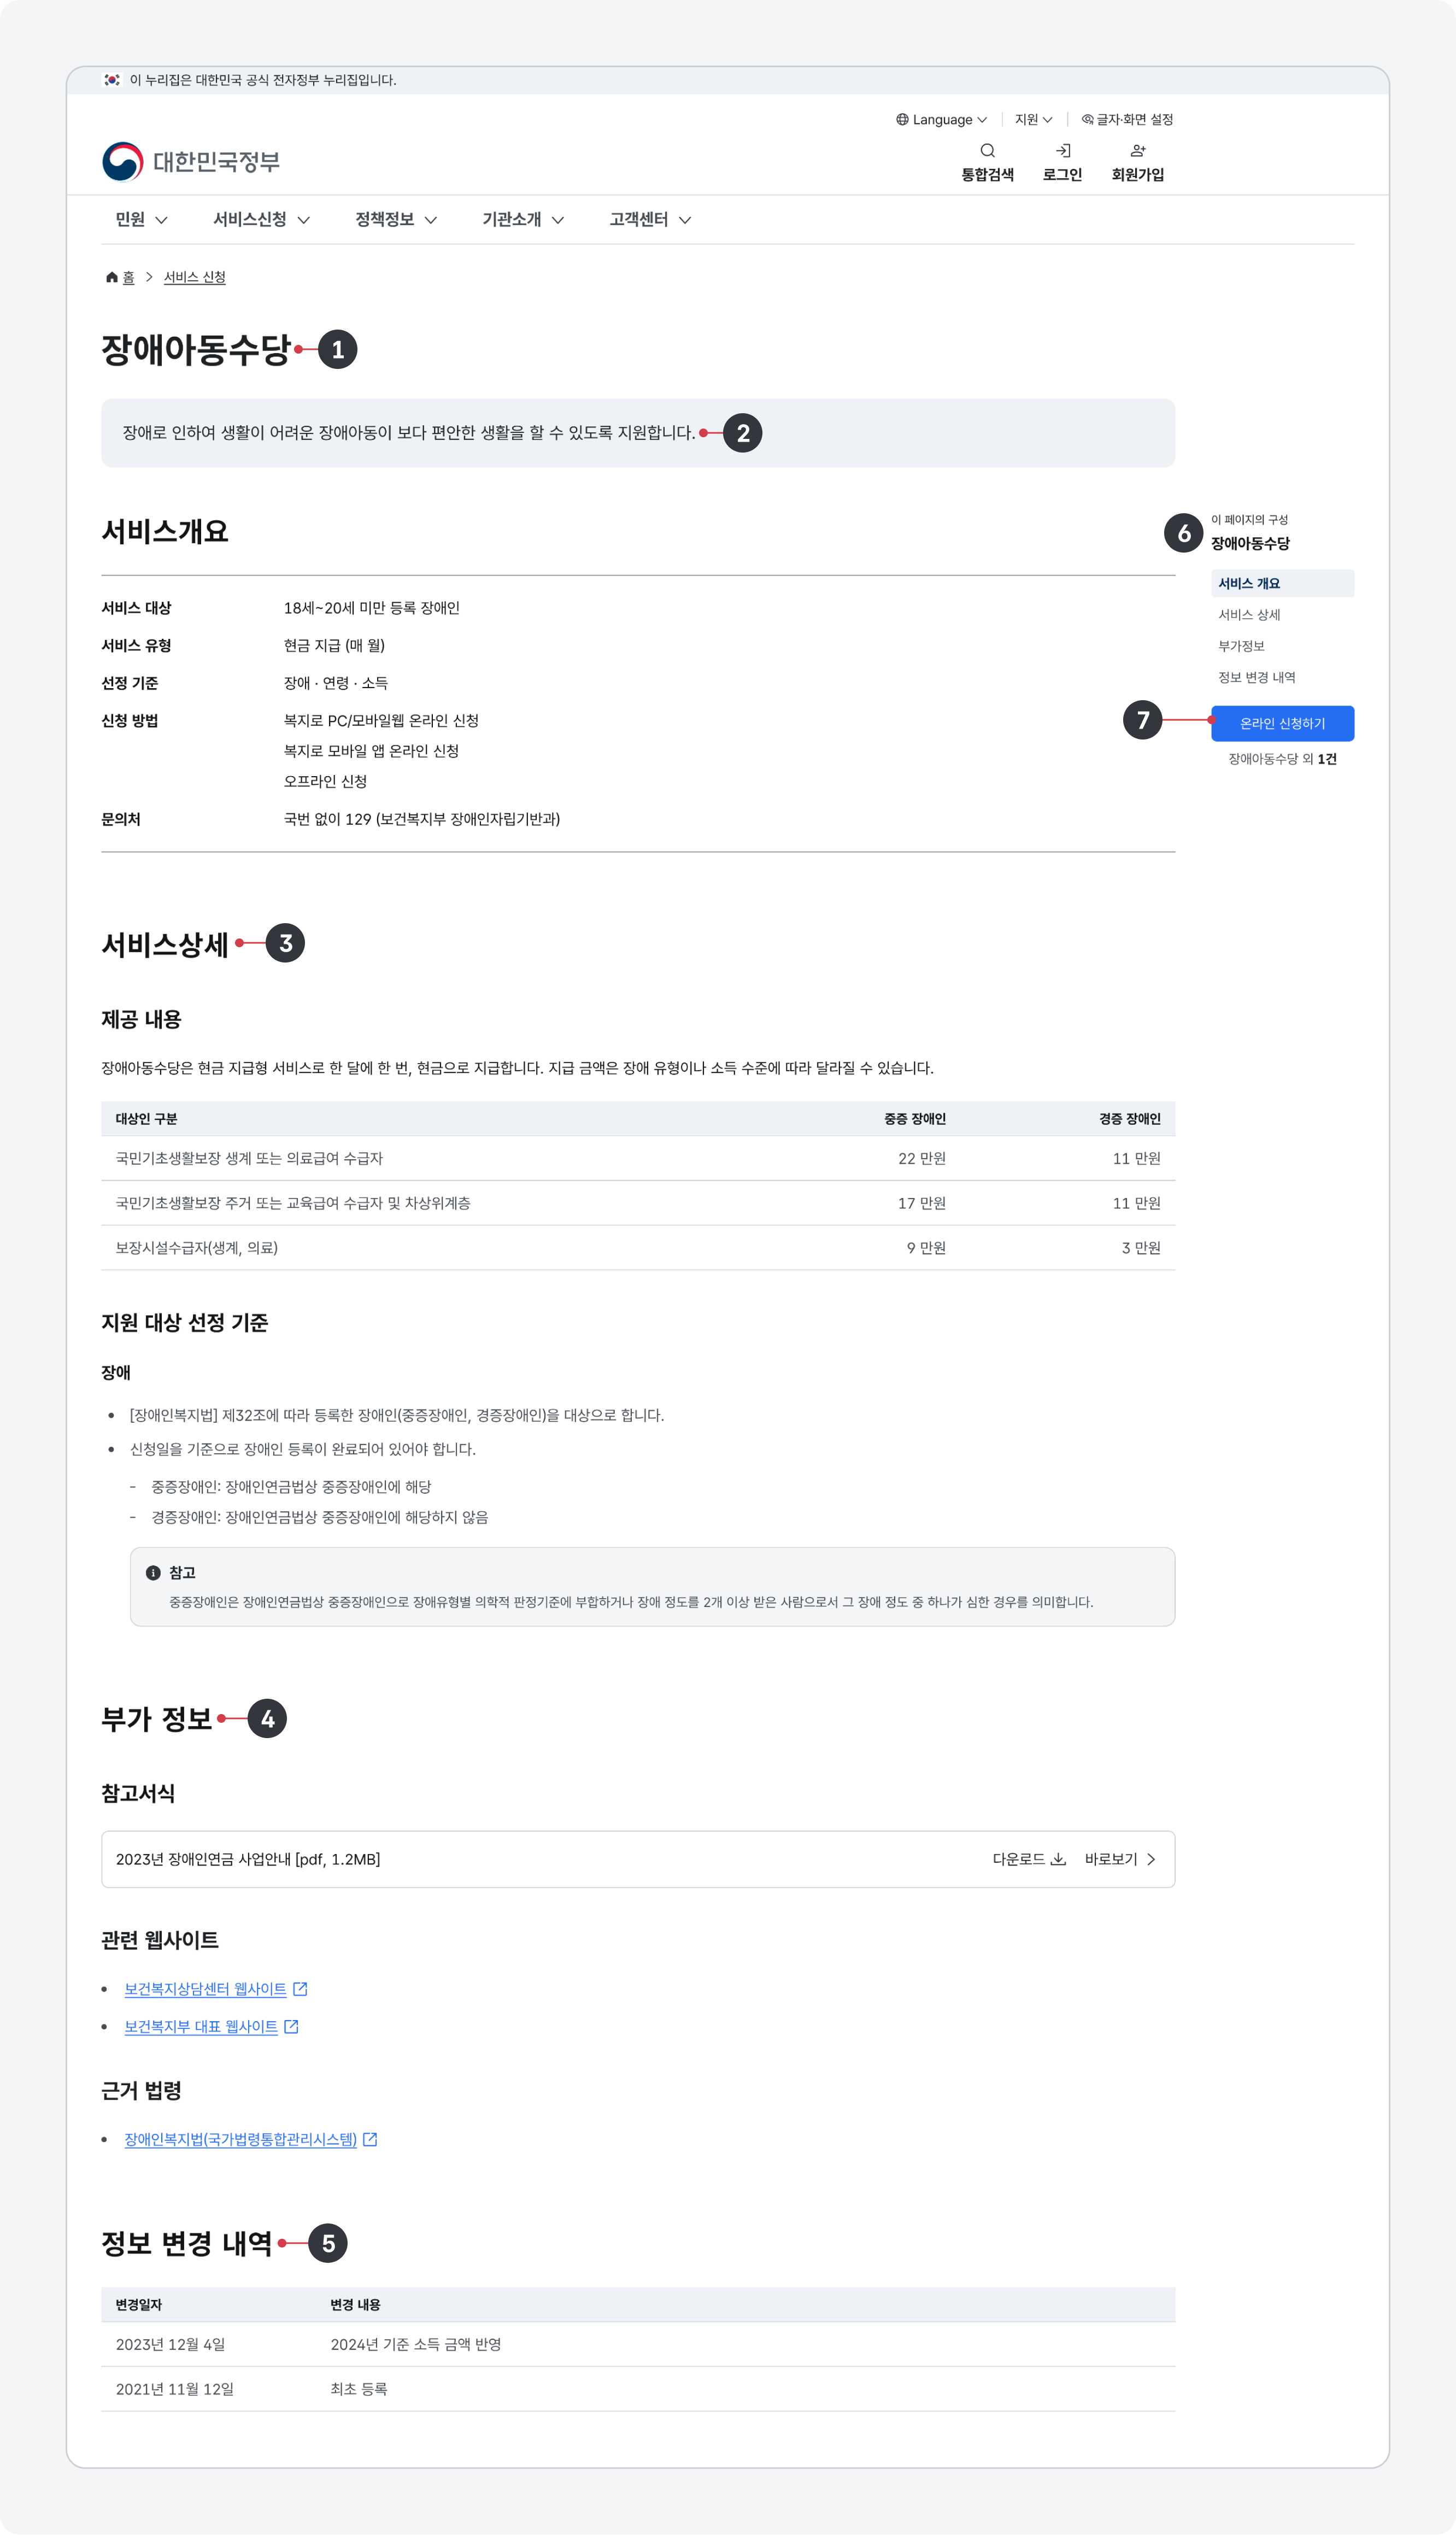 이 누리집은 대한민국 공식 전자정부 누리집입니다.
Language 지원 글자·화면 설정
대한민국정부
통합검색 로그인 회원가입
민원 서비스신청 정책정보 기관소개 고객센터
홈 서비스 신청
장애아동수당 1
장애로 인하여 생활이 어려운 장애아동이 보다 편안한 생활을 할 수 있도록 지원합니다. 2
서비스개요
서비스 대상 18세~20세 미만 등록 장애인
서비스 유형 현금 지급 (매 월)
선정 기준 장애 · 연령 · 소득
신청 방법 복지로 PC/모바일웹 온라인 신청
복지로 모바일 앱 온라인 신청
오프라인 신청
문의처 국번 없이 129 (보건복지부 장애인자립기반과)
6 이 페이지의 구성
장애아동수당
서비스 개요
서비스 상세
부가정보
정보 변경 내역
7 온라인 신청하기
장애아동수당 외 1건
서비스상세 3
제공 내용
장애아동수당은 현금 지급형 서비스로 한 달에 한 번, 현금으로 지급합니다. 지급 금액은 장애 유형이나 소득 수준에 따라 달라질 수 있습니다.
대상인 구분 중증 장애인 경증 장애인
국민기초생활보장 생계 또는 의료급여 수급자 22 만원 11 만원
국민기초생활보장 주거 또는 교육급여 수급자 및 차상위계층 17 만원 11 만원
보장시설수급자(생계, 의료) 9 만원 3 만원
지원 대상 선정 기준
장애
• [장애인복지법] 제32조에 따라 등록한 장애인(중증장애인, 경증장애인)을 대상으로 합니다.
• 신청일을 기준으로 장애인 등록이 완료되어 있어야 합니다.
- 중증장애인: 장애인연금법상 중증장애인에 해당
- 경증장애인: 장애인연금법상 중증장애인에 해당하지 않음
참고
중증장애인은 장애인연금법상 중증장애인으로 장애유형별 의학적 판정기준에 부합하거나 장애 정도를 2개 이상 받은 사람으로서 그 장애 정도 중 하나가 심한 경우를 의미합니다.
부가 정보 4
참고서식
2023년 장애인연금 사업안내 [pdf, 1.2MB] 다운로드 바로보기
관련 웹사이트
• 보건복지상담센터 웹사이트
• 보건복지부 대표 웹사이트
근거 법령
• 장애인복지법(국가법령통합관리시스템)
정보 변경 내역 5
변경일자 변경 내용
2023년 12월 4일 2024년 기준 소득 금액 반영
2021년 11월 12일 최초 등록